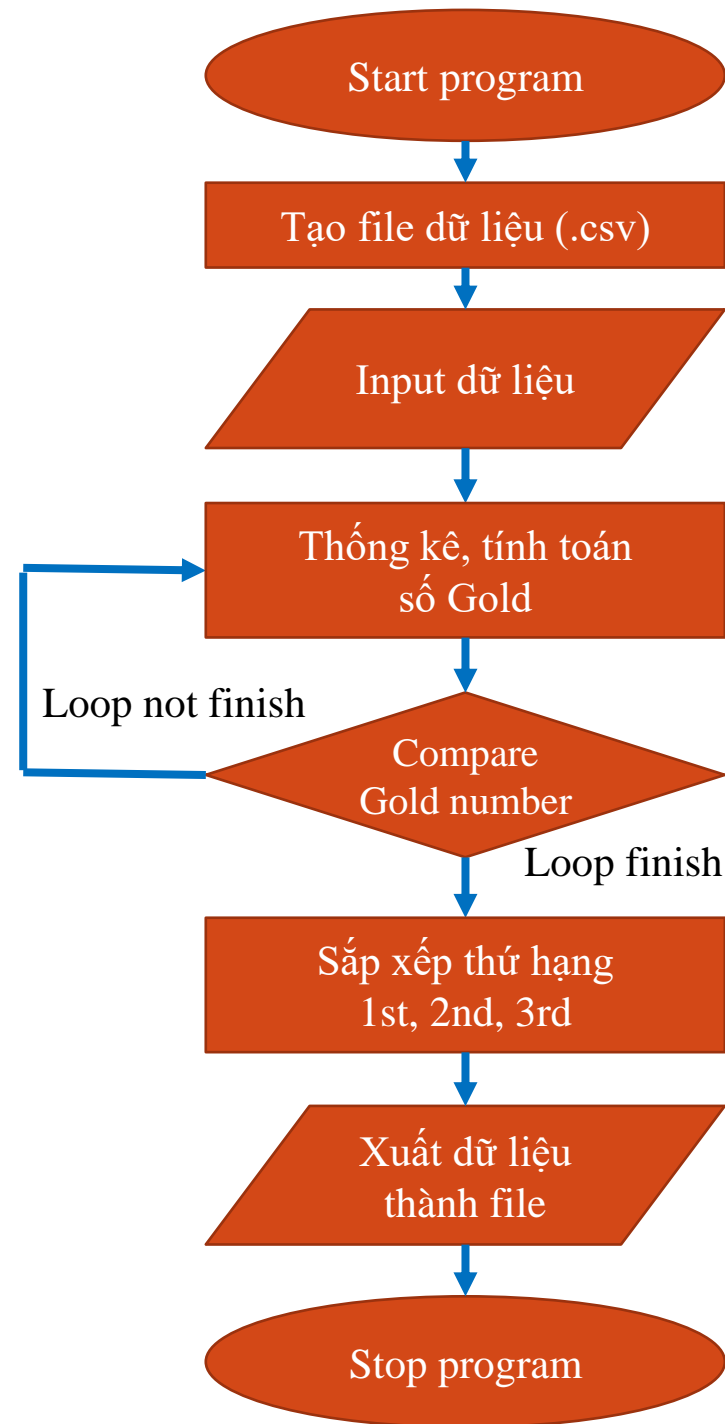 Start program
Tạo file dữ liệu (.csv)
Input dữ liệu
Thống kê, tính toán
số Gold
Loop not finish
Compare
Gold number
Loop finish
Sắp xếp thứ hạng
1st, 2nd, 3rd
Xuất dữ liệu
thành file
Stop program